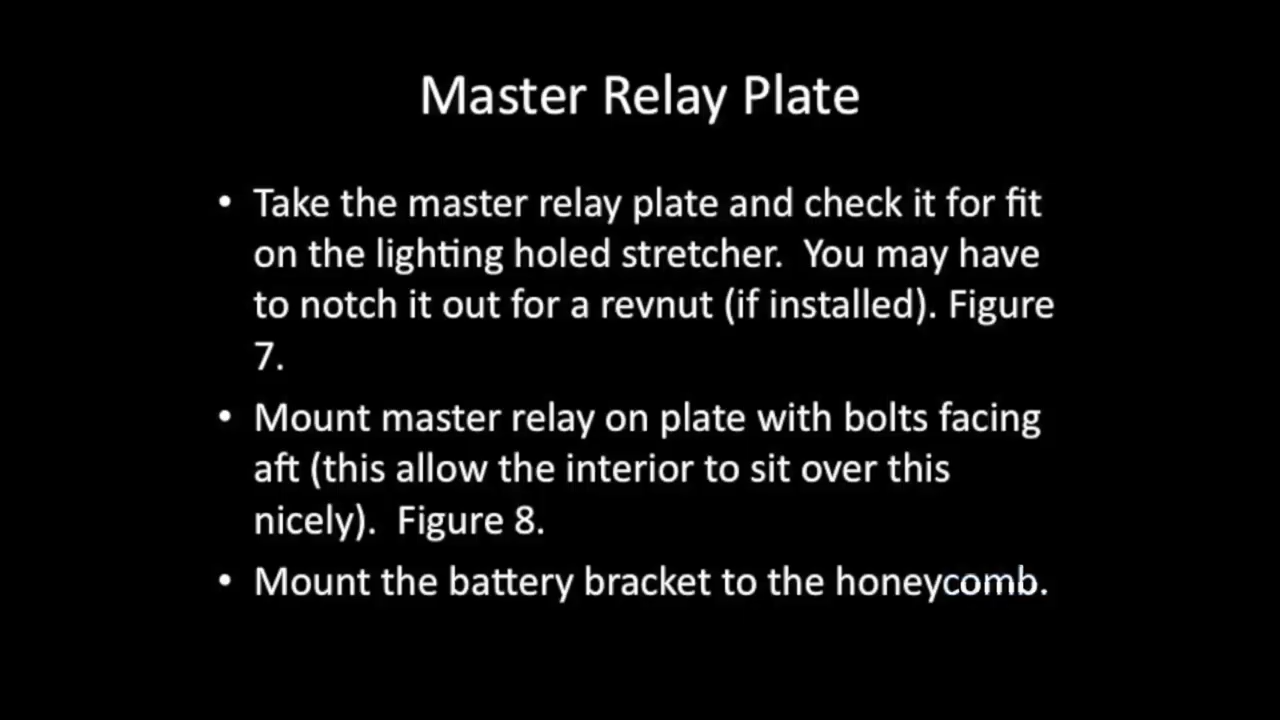 Master Relay Plate
• Take the master relay plate and check it for fit
on the lighting holed stretcher.  You may have
to notch it out for a revnut (if installed). Figure
7.
• Mount master relay on plate with bolts facing
aft (this allow the interior to sit over this
nicely).  Figure 8.
• Mount the battery bracket to the honeycomb.